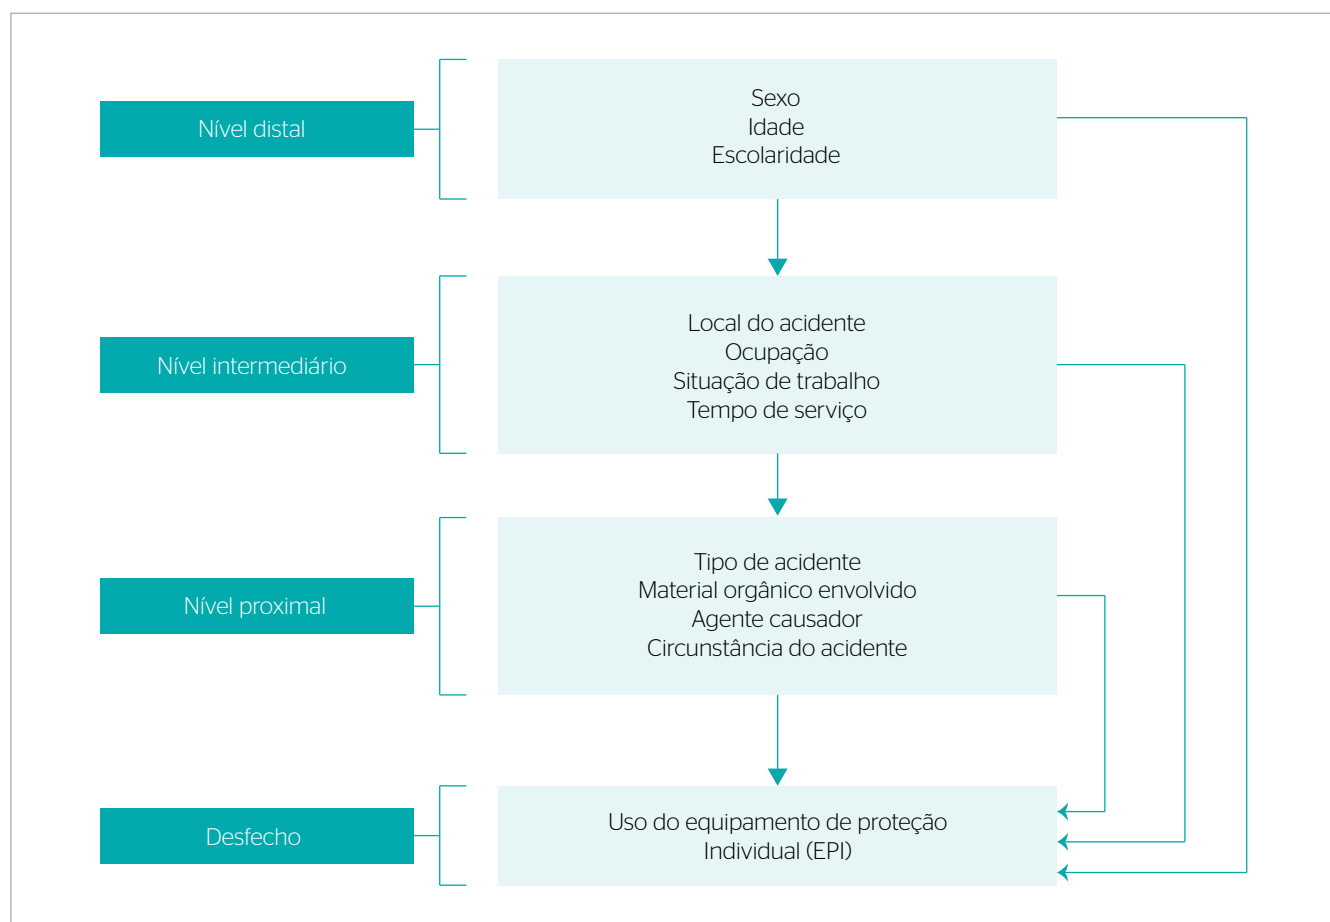 Nível distal
Sexo
Idade
Escolaridade
Nível intermediário
Local do acidente
Ocupação
Situação de trabalho
Tempo de serviço
Nível proximal
Tipo de acidente
Material orgânico envolvido
Agente causador
Circunstância do acidente
Desfecho
Uso do equipamento de proteção
Individual (EPI)